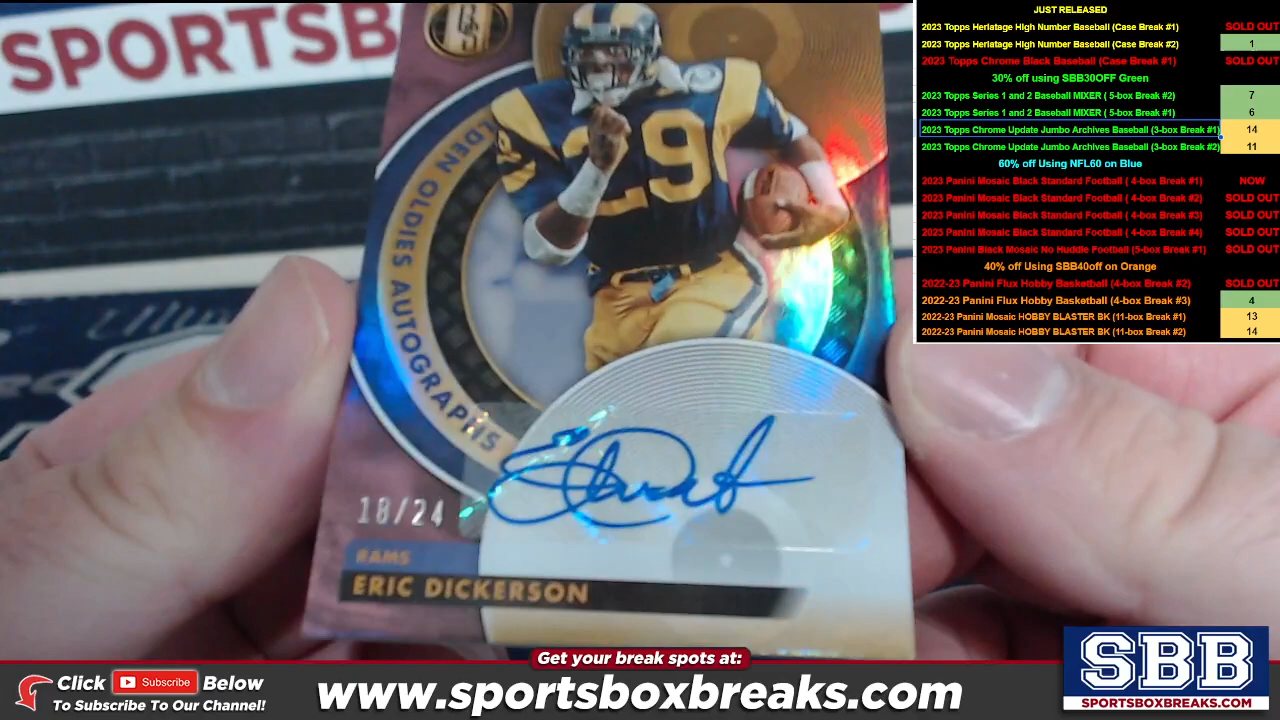 SPORTSB
GOLDEN OLDIES AUTOGRAPHS
29
18/24
RAMS
ERIC DICKERSON
JUST RELEASED
2023 Topps Herlatage HIgh Number Baseball (Case Break #1) SOLD OUT
2023 Topps Herlatage HIgh Number Baseball (Case Break #2) 1
2023 Topps Chrome Black Baseball (Case Break #1) SOLD OUT
30% off using SBB30OFF Green
2023 Topps Series 1 and 2 Baseball MIXER ( 5-box Break #2) 7
2023 Topps Series 1 and 2 Baseball MIXER ( 5-box Break #1) 6
2023 Topps Chrome Update Jumbo Archives Baseball (3-box Break #1) 14
2023 Topps Chrome Update Jumbo Archives Baseball (3-box Break #2) 11
60% off Using NFL60 on Blue
2023 Panini Mosaic Black Standard Football ( 4-box Break #1) NOW
2023 Panini Mosaic Black Standard Football ( 4-box Break #2) SOLD OUT
2023 Panini Mosaic Black Standard Football ( 4-box Break #3) SOLD OUT
2023 Panini Mosaic Black Standard Football ( 4-box Break #4) SOLD OUT
2023 Panini Black Mosaic No Huddle Football (5-box Break #1) SOLD OUT
40% off Using SBB40off on Orange
2022-23 Panini Flux Hobby Basketball (4-box Break #2) SOLD OUT
2022-23 Panini Flux Hobby Basketball (4-box Break #3) 4
2022-23 Panini Mosaic HOBBY BLASTER BK (11-box Break #1) 13
2022-23 Panini Mosaic HOBBY BLASTER BK (11-box Break #2) 14
Get your break spots at:
Click Subscribe Below
To Subscribe To Our Channel!
www.sportsboxbreaks.com
SBB
SPORTSBOXBREAKS.COM